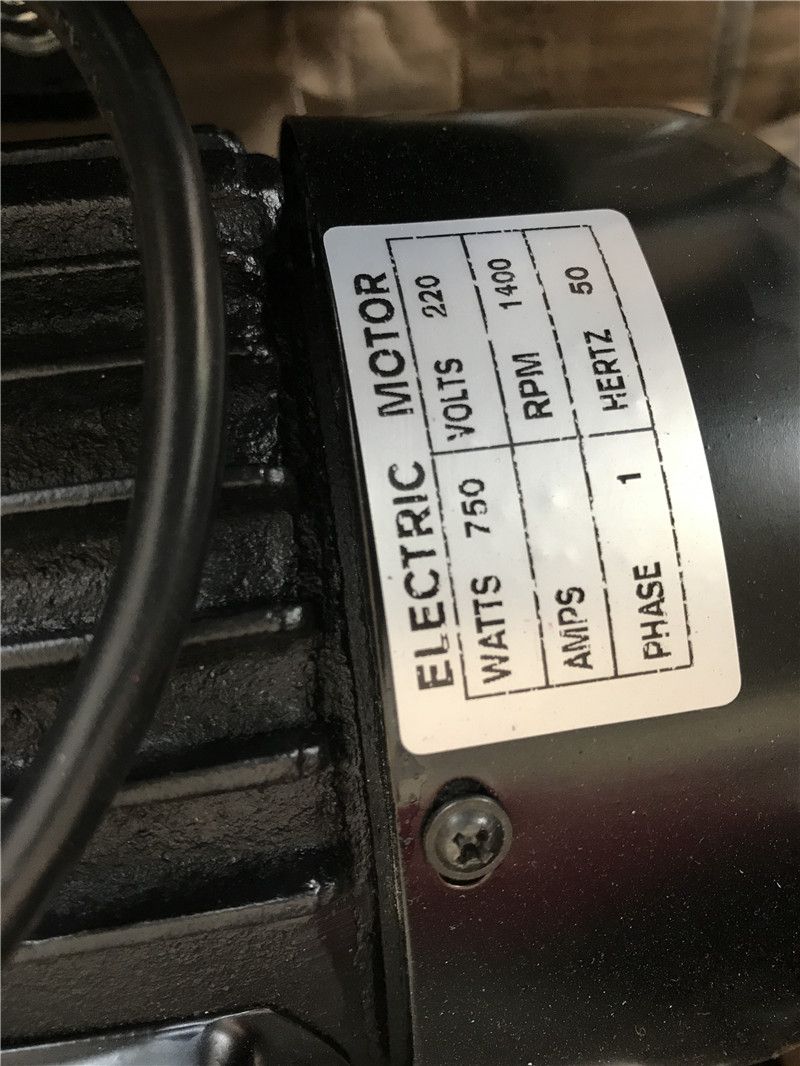 ELECTRIC MOTOR
WATTS 750 VOLTS 220
AMPS RPM 1400
PHASE 1 HERTZ 50